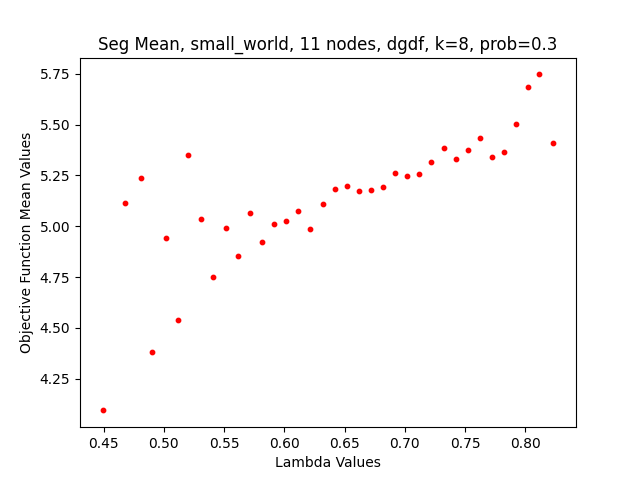 Seg Mean, small_world, 11 nodes, dgdf, k=8, prob=0.3
Objective Function Mean Values
5.75
5.50
5.25
5.00
4.75
4.50
4.25
0.45 0.50 0.55 0.60 0.65 0.70 0.75 0.80
Lambda Values